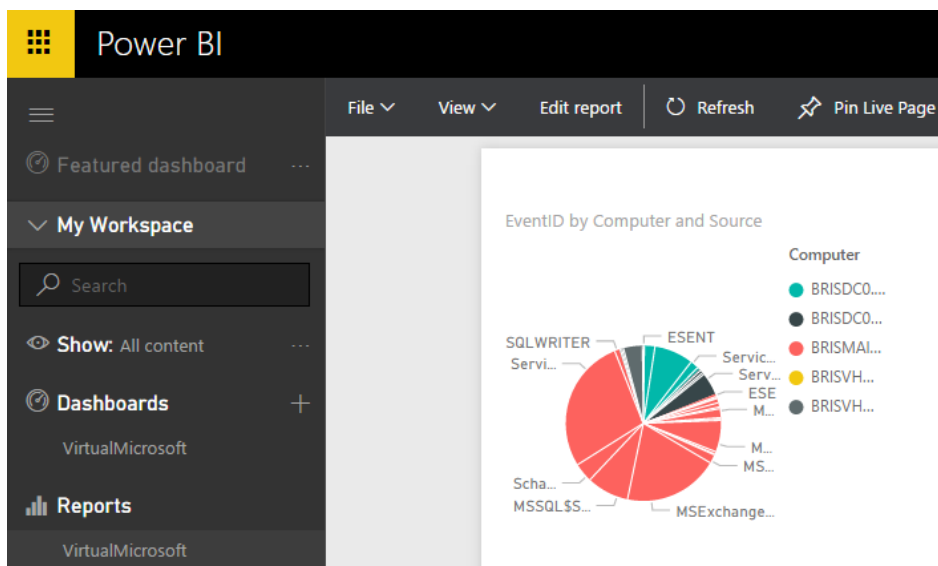 Power BI
File View Edit report Refresh Pin Live Page
Featured dashboard ...
My Workspace
Search
Show: All content ...
Dashboards +
VirtualMicrosoft
Reports
VirtualMicrosoft
EventID by Computer and Source
Computer
BRISDC0....
BRISDC0...
BRISMAI...
BRISVH...
BRISVH...
SQLWRITER
Servi...
Scha...
MSSQL$S...
ESENT
Servic...
Serv...
ESE
M...
M...
MS...
MSExchange...